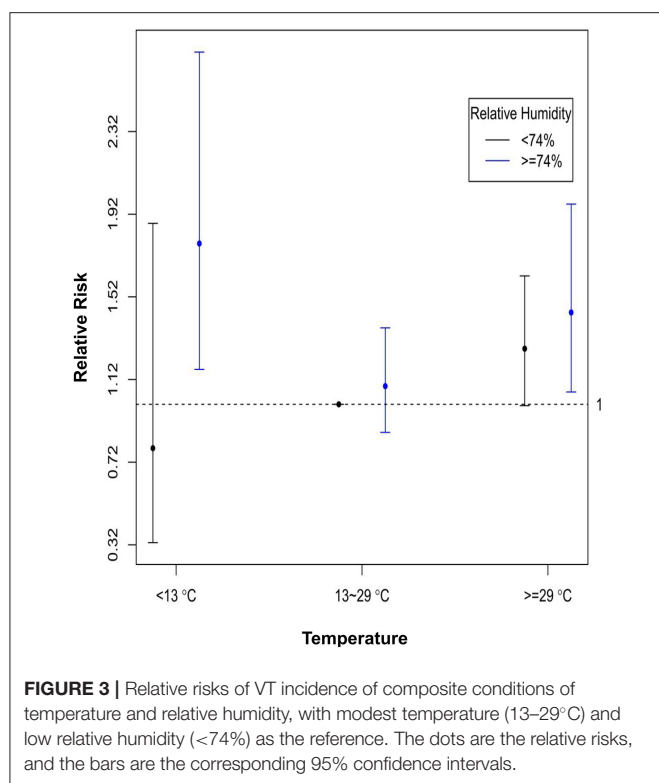 Relative Humidity
<74%
>=74%
2.32
1.92
1.52
1.12
0.72
0.32
Relative Risk
1
<13 °C
13~29 °C
>=29 °C
Temperature
FIGURE 3 | Relative risks of VT incidence of composite conditions of
temperature and relative humidity, with modest temperature (13–29°C) and
low relative humidity (<74%) as the reference. The dots are the relative risks,
and the bars are the corresponding 95% confidence intervals.